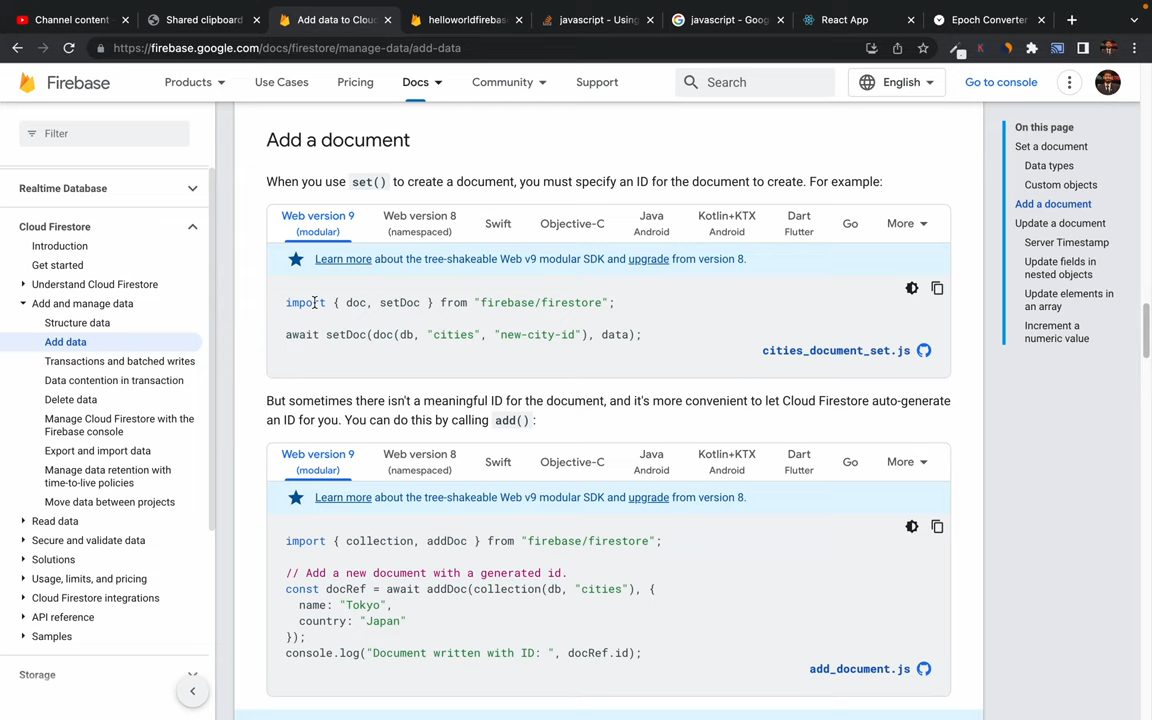 Channel content
Shared clipboard
Add data to Clou
helloworldfirebas
javascript - Usin
javascript - Goog
React App
Epoch Converter
https://firebase.google.com/docs/firestore/manage-data/add-data
K
Firebase
Products
Use Cases
Pricing
Docs
Community
Support
Search
English
Go to console
Filter
Realtime Database
Cloud Firestore
Introduction
Get started
Understand Cloud Firestore
Add and manage data
Structure data
Add data
Transactions and batched writes
Data contention in transaction
Delete data
Manage Cloud Firestore with the
Firebase console
Export and import data
Manage data retention with
time-to-live policies
Move data between projects
Read data
Secure and validate data
Solutions
Usage, limits, and pricing
Cloud Firestore integrations
API reference
Samples
Storage
Add a document
When you use set() to create a document, you must specify an ID for the document to create. For example:
Web version 9
(modular)
Web version 8
(namespaced)
Swift
Objective-C
Java
Android
Kotlin+KTX
Android
Dart
Flutter
Go
More
Learn more about the tree-shakeable Web v9 modular SDK and upgrade from version 8.
import { doc, setDoc } from "firebase/firestore";
await setDoc(doc(db, "cities", "new-city-id"), data);
cities_document_set.js
But sometimes there isn't a meaningful ID for the document, and it's more convenient to let Cloud Firestore auto-generate
an ID for you. You can do this by calling add() :
Web version 9
(modular)
Web version 8
(namespaced)
Swift
Objective-C
Java
Android
Kotlin+KTX
Android
Dart
Flutter
Go
More
Learn more about the tree-shakeable Web v9 modular SDK and upgrade from version 8.
import { collection, addDoc } from "firebase/firestore";
// Add a new document with a generated id.
const docRef = await addDoc(collection(db, "cities"), {
name: "Tokyo",
country: "Japan"
});
console.log("Document written with ID: ", docRef.id);
add_document.js
On this page
Set a document
Data types
Custom objects
Add a document
Update a document
Server Timestamp
Update fields in
nested objects
Update elements in
an array
Increment a
numeric value